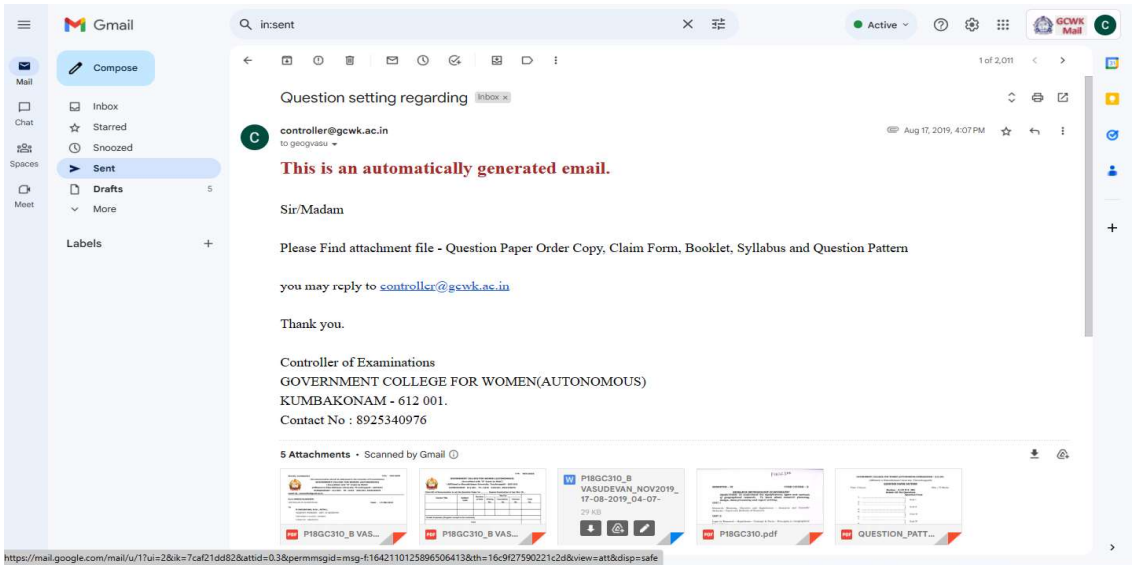 Gmail
in:sent
Active
GCWK
Mail
C
Mail
Chat
Spaces
Meet
Compose
Inbox
Starred
Snoozed
Sent
Drafts 5
More
Labels
1 of 2,011
Question setting regarding Inbox x
C
controller@gcwk.ac.in
Aug 17, 2019, 4:07 PM
to geogvasu
This is an automatically generated email.
Sir/Madam
Please Find attachment file - Question Paper Order Copy, Claim Form, Booklet, Syllabus and Question Pattern
you may reply to controller@gcwk.ac.in
Thank you.
Controller of Examinations
GOVERNMENT COLLEGE FOR WOMEN(AUTONOMOUS)
KUMBAKONAM - 612 001.
Contact No : 8925340976
5 Attachments • Scanned by Gmail
PDF P18GC310_B VAS...
PDF P18GC310_B VAS...
W P18GC310_B
VASUDEVAN_NOV2019_
17-08-2019_04-07-
29 KB
PDF P18GC310.pdf
PDF QUESTION_PATT...
https://mail.google.com/mail/u/1?ui=2&ik=7caf21dd82&attid=0.3&permmsgid=msg-f:1642110125896506413&th=16c9f27590221c2d&view=att&disp=safe